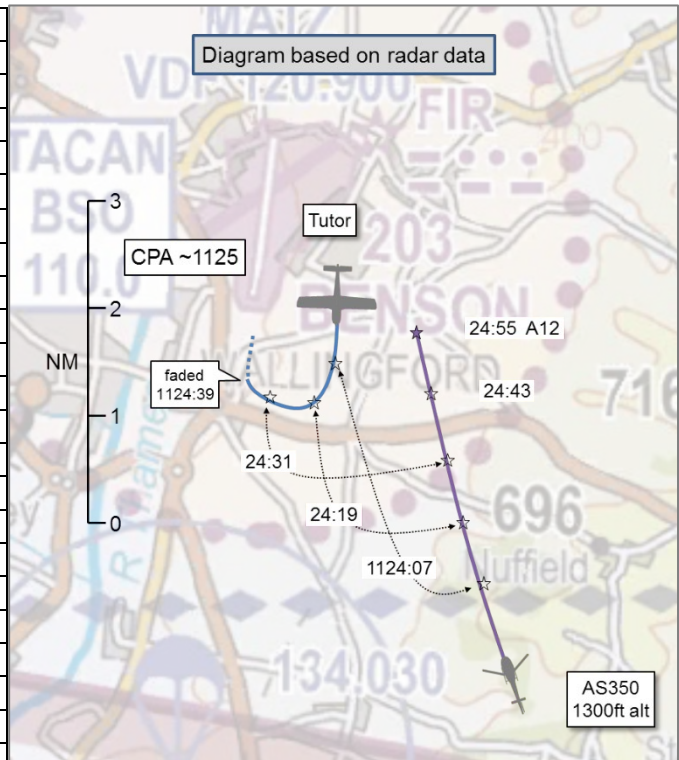 Diagram based on radar data
MATZ
VDF 120.900
FIR
TACAN
BSO
110.0
400
3
2
1
0
NM
CPA ~1125
Tutor
203
BENSON
WALLINGFORD
24:55 A12
24:43
716
faded
1124:39
24:31
24:19
1124:07
696
Nuffield
134.030
AS350
1300ft alt